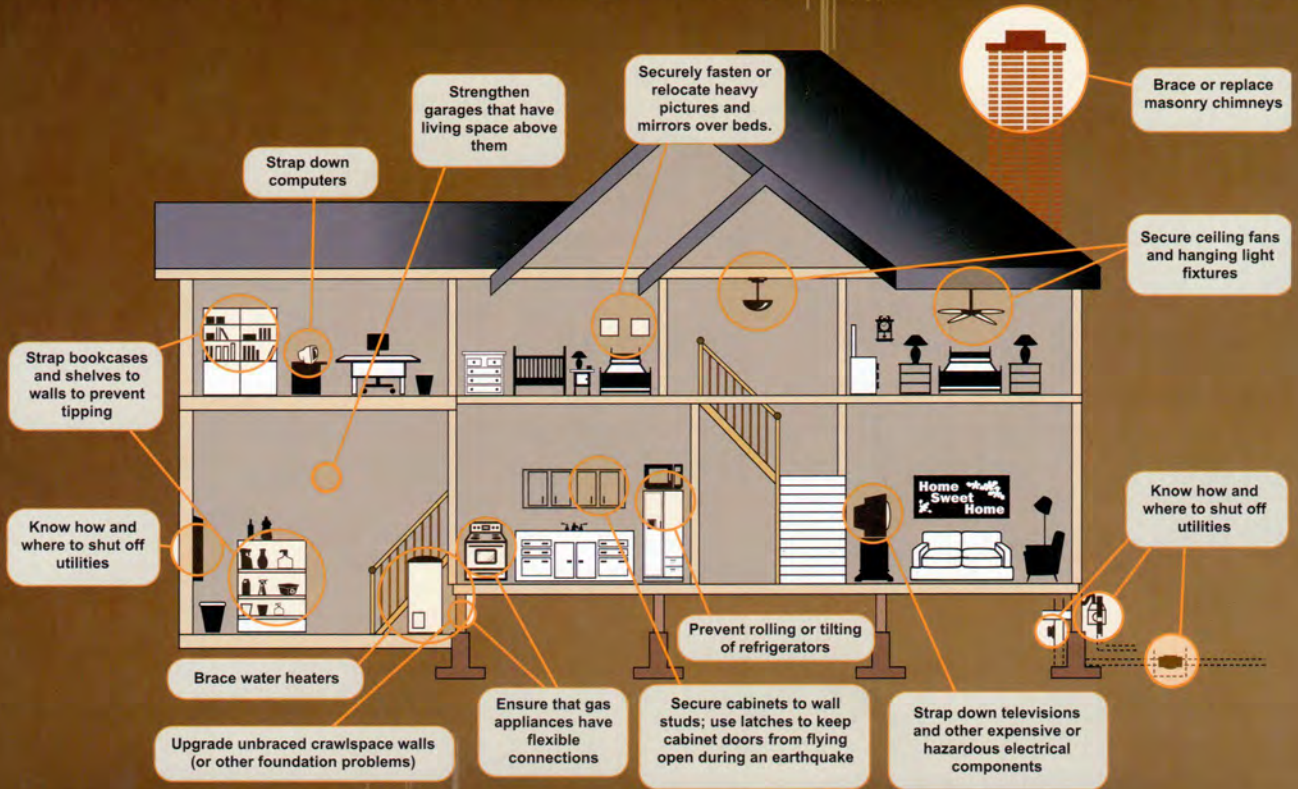 Securely fasten or
relocate heavy
pictures and
mirrors over beds.
Brace or replace
masonry chimneys
Strengthen
garages that have
living space above
them
Strap down
computers
Secure ceiling fans
and hanging light
fixtures
Strap bookcases
and shelves to
walls to prevent
tipping
Home
Sweet
Home
Know how and
where to shut off
utilities
Know how and
where to shut off
utilities
Prevent rolling or tilting
of refrigerators
Brace water heaters
Ensure that gas
appliances have
flexible
connections
Secure cabinets to wall
studs; use latches to keep
cabinet doors from flying
open during an earthquake
Strap down televisions
and other expensive or
hazardous electrical
components
Upgrade unbraced crawlspace walls
(or other foundation problems)